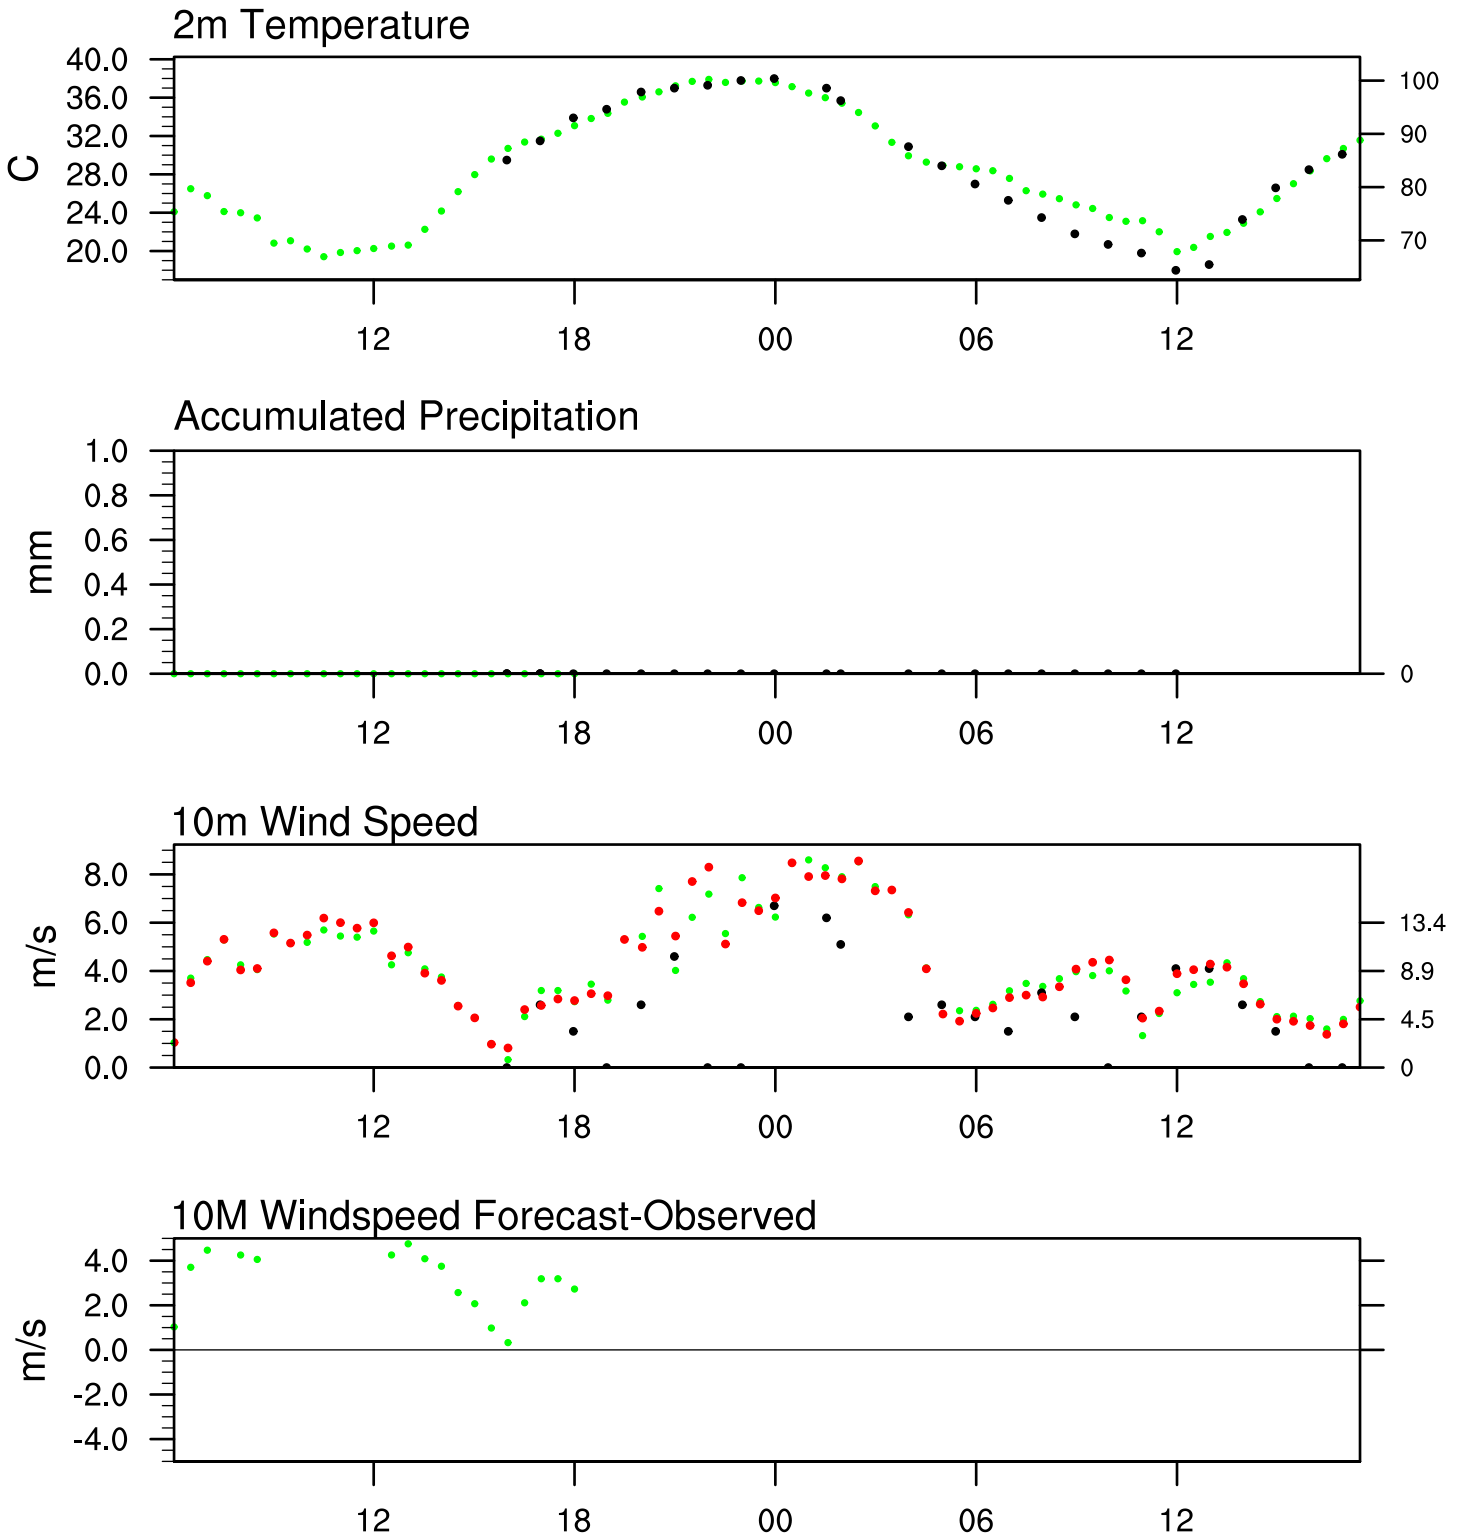 2m Temperature
40.0
36.0
32.0
28.0
24.0
20.0
C
100
90
80
70
12 18 00 06 12
Accumulated Precipitation
1.0
0.8
0.6
0.4
0.2
0.0
mm
0
12 18 00 06 12
10m Wind Speed
8.0
6.0
4.0
2.0
0.0
m/s
13.4
8.9
4.5
0
12 18 00 06 12
10M Windspeed Forecast-Observed
4.0
2.0
0.0
-2.0
-4.0
m/s
12 18 00 06 12